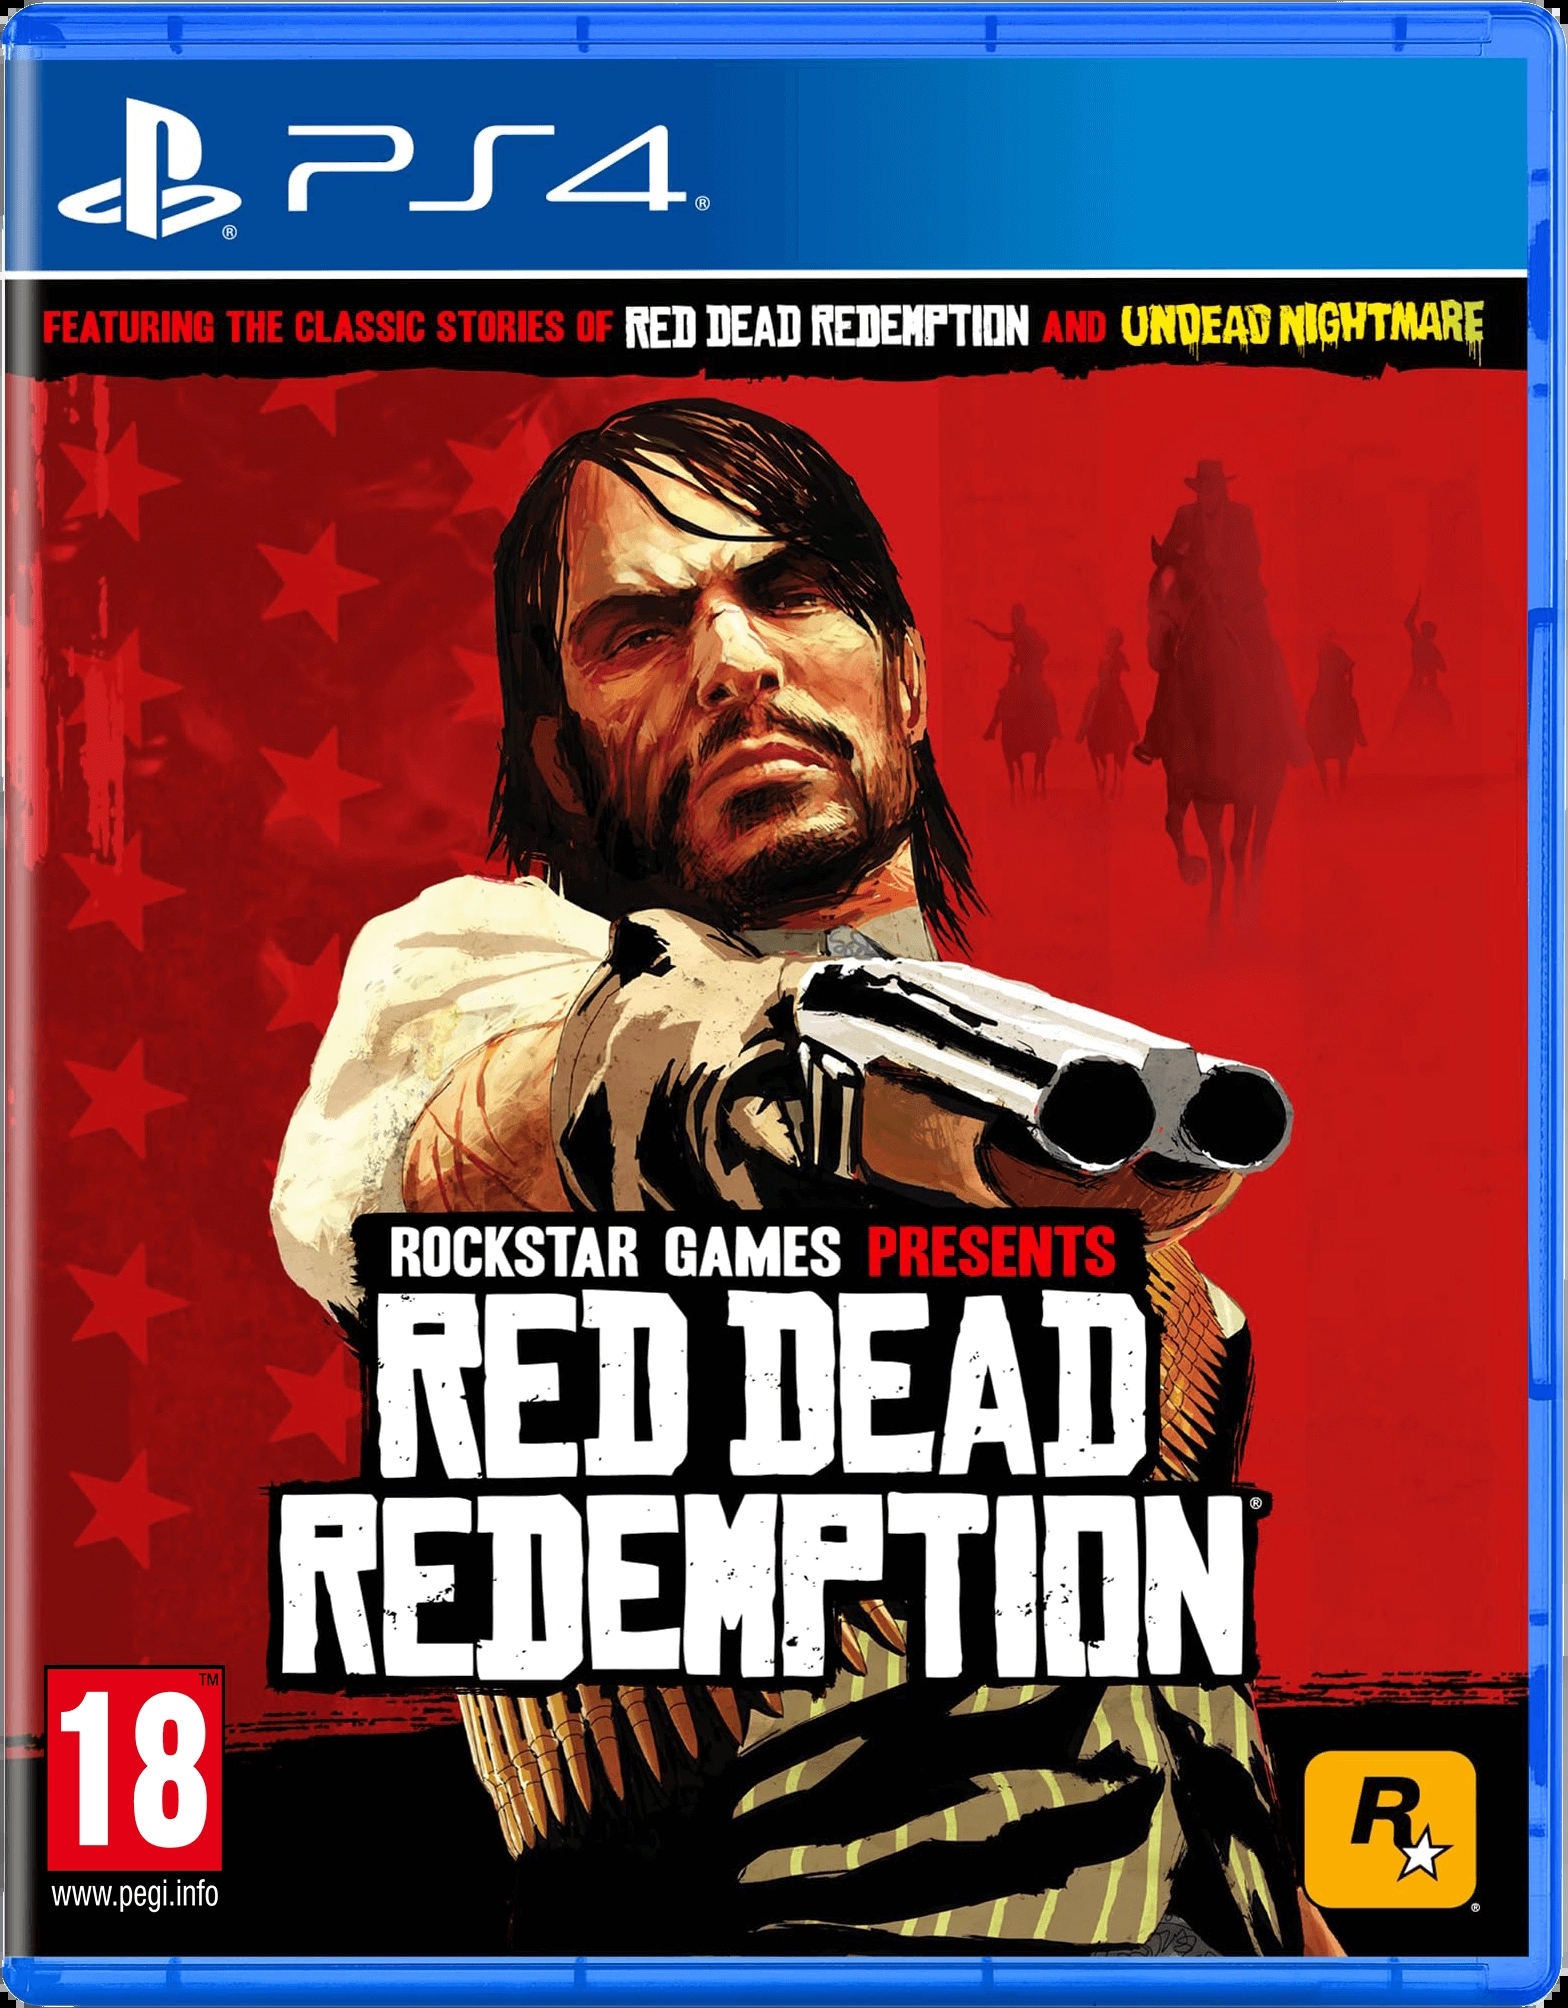 PS4®
FEATURING THE CLASSIC STORIES OF RED DEAD REDEMPTION AND UNDEAD NIGHTMARE
ROCKSTAR GAMES PRESENTS
RED DEAD
REDEMPTION®
18™
www.pegi.info
R®